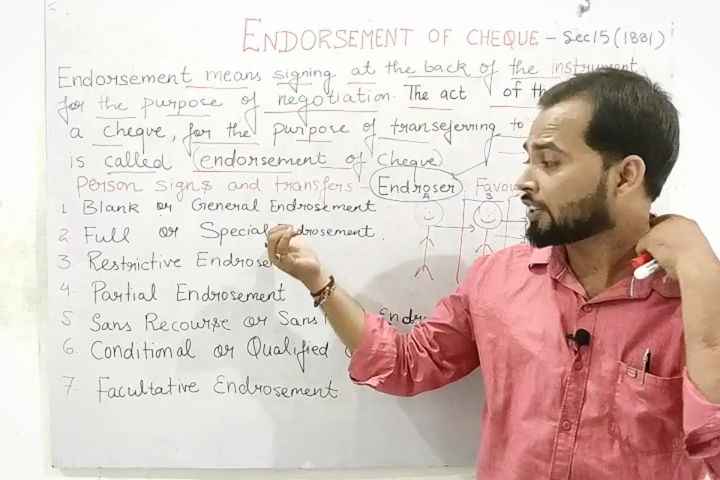 ENDORSEMENT OF CHEQUE - Sec15 (1881)
Endorsement means signing at the back of the instrument
for the purpose of negotiation. The act of
a cheque, for the purpose of transferring to
is called (endorsement of cheque)
Person signs and transfers - Endroser. Favou
A B
1. Blank or General Endrosement
2. Full or Special Endrosement
3. Restrictive
4. Partial Endrosement
5 Sans Recourse or Sans
6. Conditional or Qualified
7. Facultative Endrosement